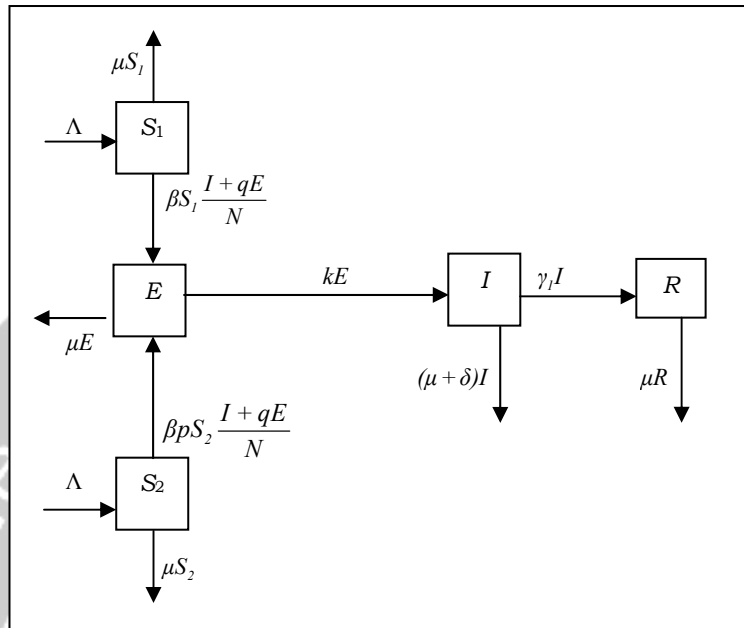 μS₁
Λ
S₁
βS₁ (I + qE)/N
E
kE
I
γ₁I
R
μE
(μ + δ)I
μR
βpS₂ (I + qE)/N
Λ
S₂
μS₂